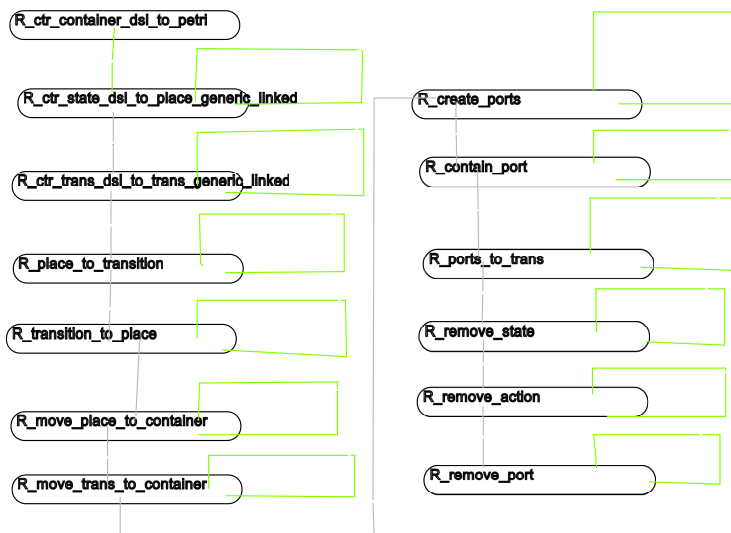 R_ctr_container_dsl_to_petri
R_ctr_state_dsl_to_place_generic_linked
R_ctr_trans_dsl_to_trans_generic_linked
R_place_to_transition
R_transition_to_place
R_move_place_to_container
R_move_trans_to_container
R_create_ports
R_contain_port
R_ports_to_trans
R_remove_state
R_remove_action
R_remove_port